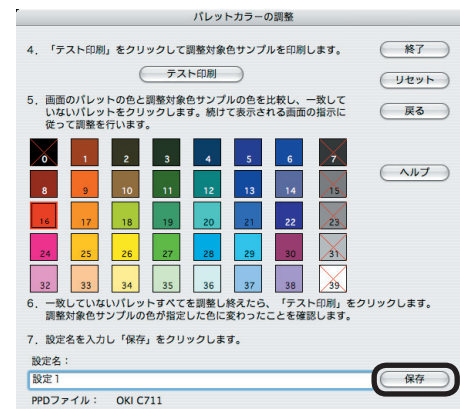 パレットカラーの調整
4. 「テスト印刷」をクリックして調整対象色サンプルを印刷します。
終了
テスト印刷
リセット
5. 画面のパレットの色と調整対象色サンプルの色を比較し、一致して
いないパレットをクリックします。続けて表示される画面の指示に
従って調整を行います。
戻る
0 1 2 3 4 5 6 7
ヘルプ
8 9 10 11 12 13 14 15
16 17 18 19 20 21 22 23
24 25 26 27 28 29 30 31
32 33 34 35 36 37 38 39
6. 一致していないパレットすべてを調整し終えたら、「テスト印刷」をクリックします。
調整対象色サンプルの色が指定した色に変わったことを確認します。
7. 設定名を入力し「保存」をクリックします。
設定名：
設定1
保存
PPDファイル： OKI C711